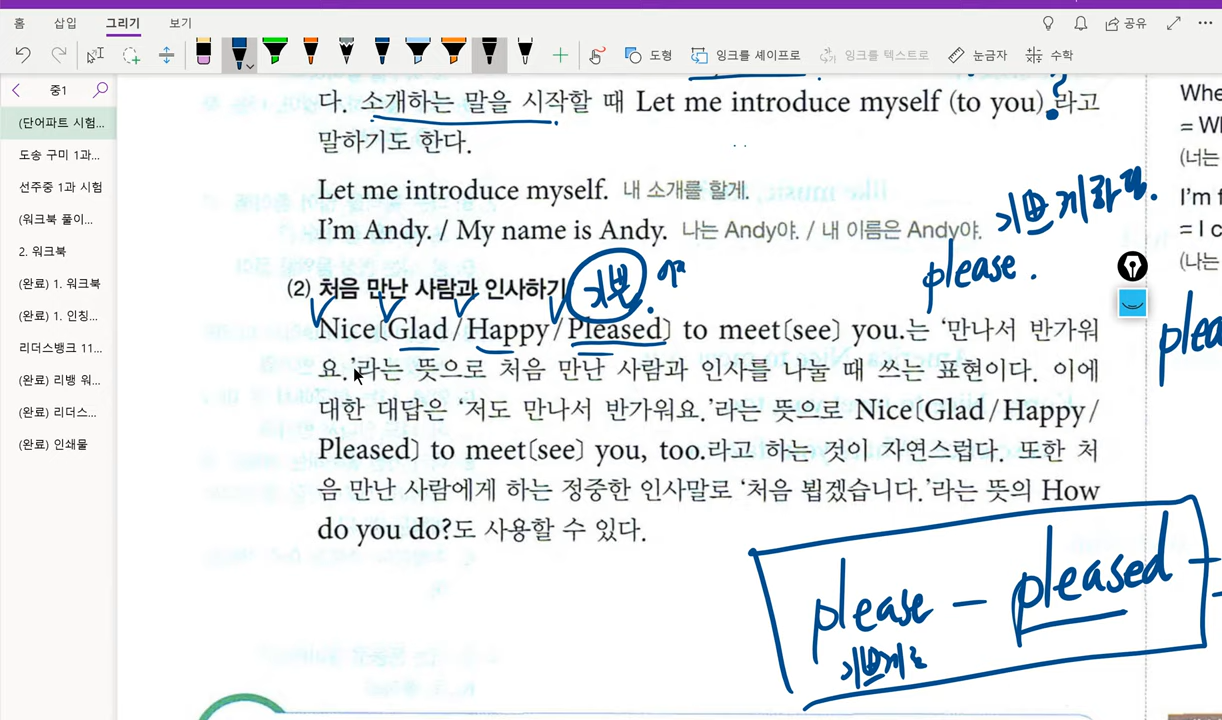 홈 삽입 그리기 보기
공유
도형 잉크를 셰이프로 잉크를 텍스트로 눈금자 수학
중1
(단어파트 시험...
도송 구미 1과...
선주중 1과 시험
(워크북 풀이...
2. 워크북
(완료) 1. 워크북
(완료) 1. 인칭...
리더스뱅크 11...
(완료) 리뱅 워...
(완료) 리더스...
(완료) 인쇄물
다. 소개하는 말을 시작할 때 Let me introduce myself (to you).라고
말하기도 한다.
Let me introduce myself. 내 소개를 할게.
I’m Andy. / My name is Andy. 나는 Andy야. / 내 이름은 Andy야.
기쁘게하다.
please.
(2) 처음 만난 사람과 인사하기
기쁜
Nice[Glad/Happy/Pleased] to meet[see] you.는 ‘만나서 반가워
요.’라는 뜻으로 처음 만난 사람과 인사를 나눌 때 쓰는 표현이다. 이에
대한 대답은 ‘저도 만나서 반가워요.’라는 뜻으로 Nice[Glad/Happy/
Pleased] to meet[see] you, too.라고 하는 것이 자연스럽다. 또한 처
음 만난 사람에게 하는 정중한 인사말로 ‘처음 뵙겠습니다.’라는 뜻의 How
do you do?도 사용할 수 있다.
please – pleased
Whe
= Wh
(너는
I’m f
= I c
(나는
plea